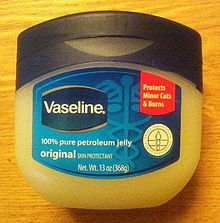 Protects
Minor Cuts
& Burns
Vaseline.
100% pure petroleum jelly
original SKIN PROTECTANT
Net. Wt. 13 oz (368g)